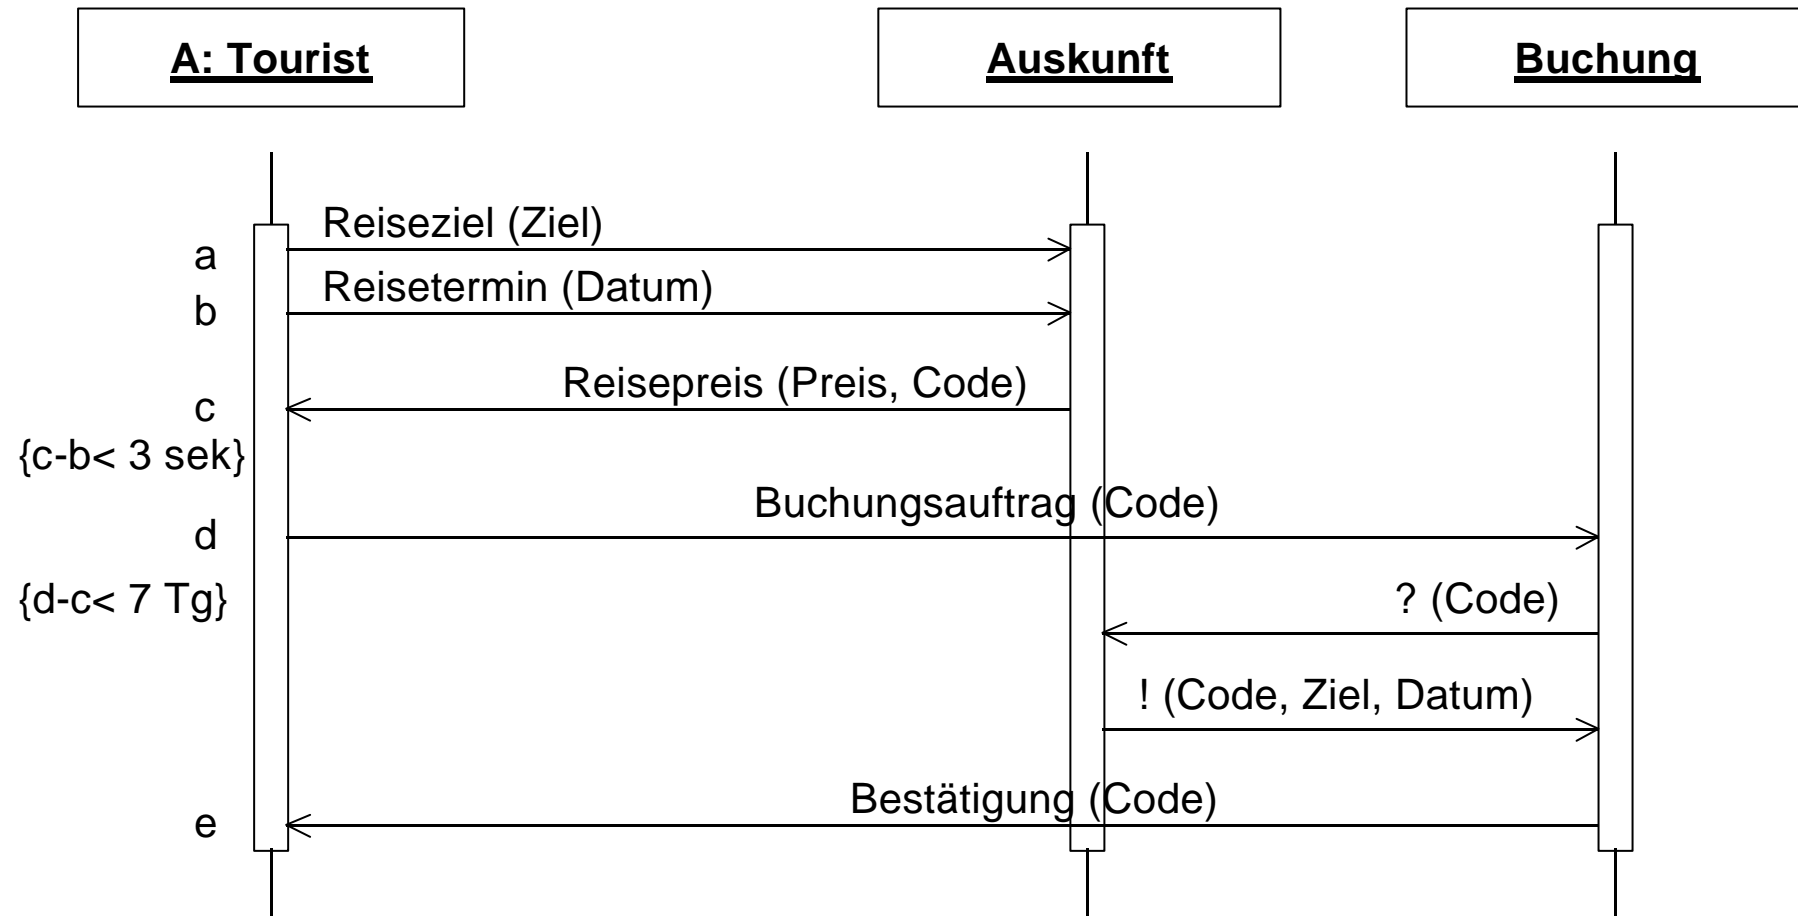 A: Tourist
Auskunft
Buchung
Reiseziel (Ziel)
a
Reisetermin (Datum)
b
Reisepreis (Preis, Code)
c
{c-b< 3 sek}
Buchungsauftrag (Code)
d
{d-c< 7 Tg}
? (Code)
! (Code, Ziel, Datum)
Bestätigung (Code)
e